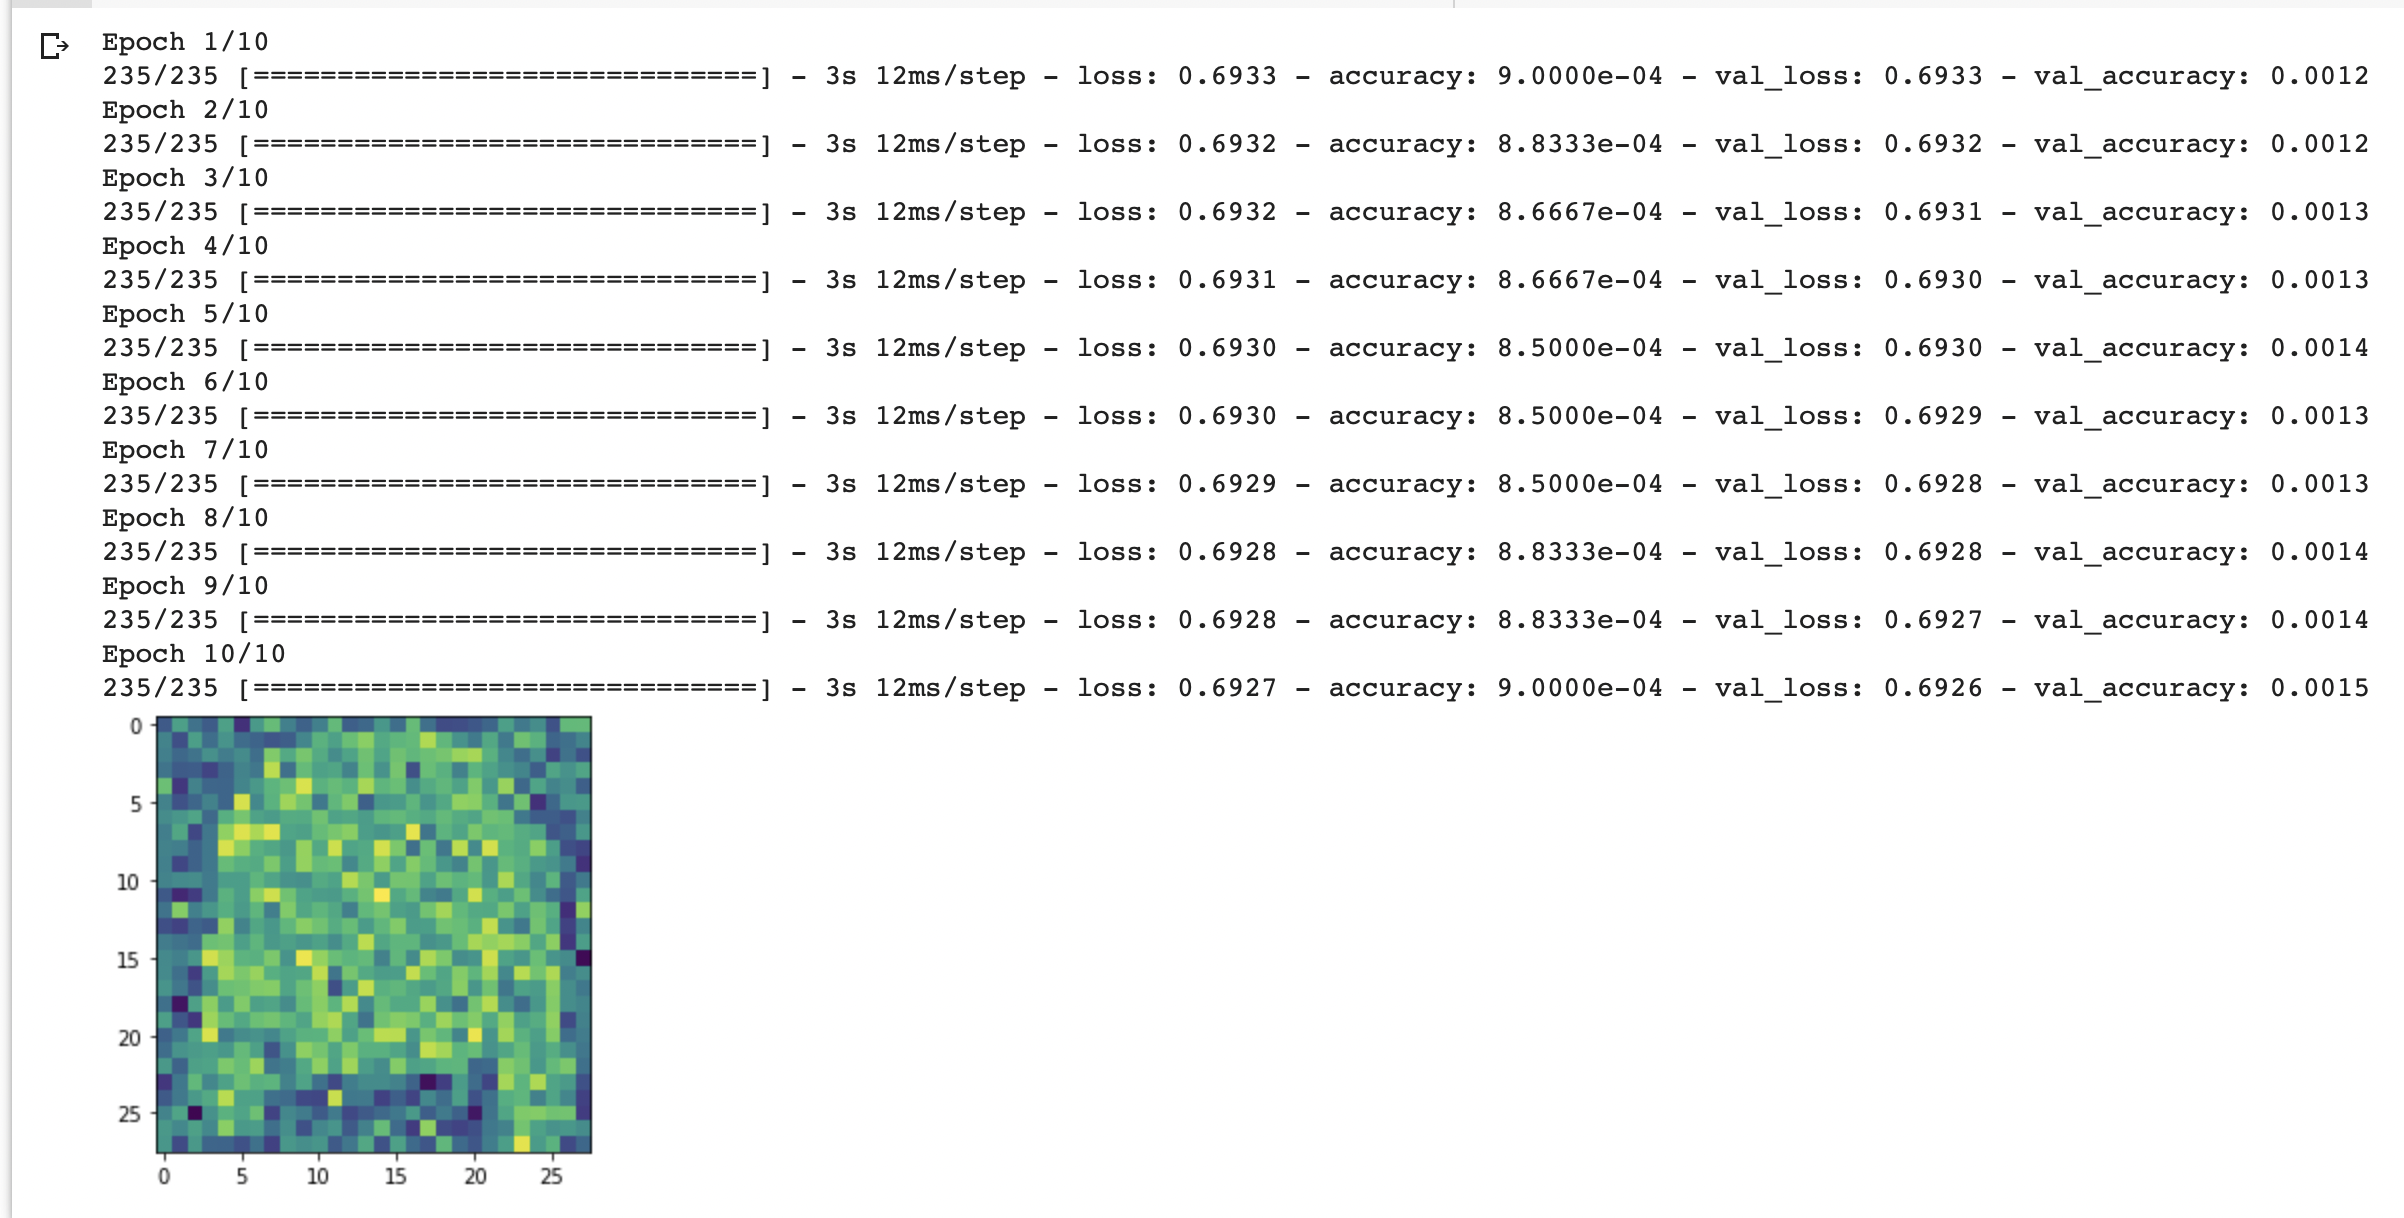 Epoch 1/10
235/235 [==============================] - 3s 12ms/step - loss: 0.6933 - accuracy: 9.0000e-04 - val_loss: 0.6933 - val_accuracy: 0.0012
Epoch 2/10
235/235 [==============================] - 3s 12ms/step - loss: 0.6932 - accuracy: 8.8333e-04 - val_loss: 0.6932 - val_accuracy: 0.0012
Epoch 3/10
235/235 [==============================] - 3s 12ms/step - loss: 0.6932 - accuracy: 8.6667e-04 - val_loss: 0.6931 - val_accuracy: 0.0013
Epoch 4/10
235/235 [==============================] - 3s 12ms/step - loss: 0.6931 - accuracy: 8.6667e-04 - val_loss: 0.6930 - val_accuracy: 0.0013
Epoch 5/10
235/235 [==============================] - 3s 12ms/step - loss: 0.6930 - accuracy: 8.5000e-04 - val_loss: 0.6930 - val_accuracy: 0.0014
Epoch 6/10
235/235 [==============================] - 3s 12ms/step - loss: 0.6930 - accuracy: 8.5000e-04 - val_loss: 0.6929 - val_accuracy: 0.0013
Epoch 7/10
235/235 [==============================] - 3s 12ms/step - loss: 0.6929 - accuracy: 8.5000e-04 - val_loss: 0.6928 - val_accuracy: 0.0013
Epoch 8/10
235/235 [==============================] - 3s 12ms/step - loss: 0.6928 - accuracy: 8.8333e-04 - val_loss: 0.6928 - val_accuracy: 0.0014
Epoch 9/10
235/235 [==============================] - 3s 12ms/step - loss: 0.6928 - accuracy: 8.8333e-04 - val_loss: 0.6927 - val_accuracy: 0.0014
Epoch 10/10
235/235 [==============================] - 3s 12ms/step - loss: 0.6927 - accuracy: 9.0000e-04 - val_loss: 0.6926 - val_accuracy: 0.0015
0
5
10
15
20
25
0 5 10 15 20 25